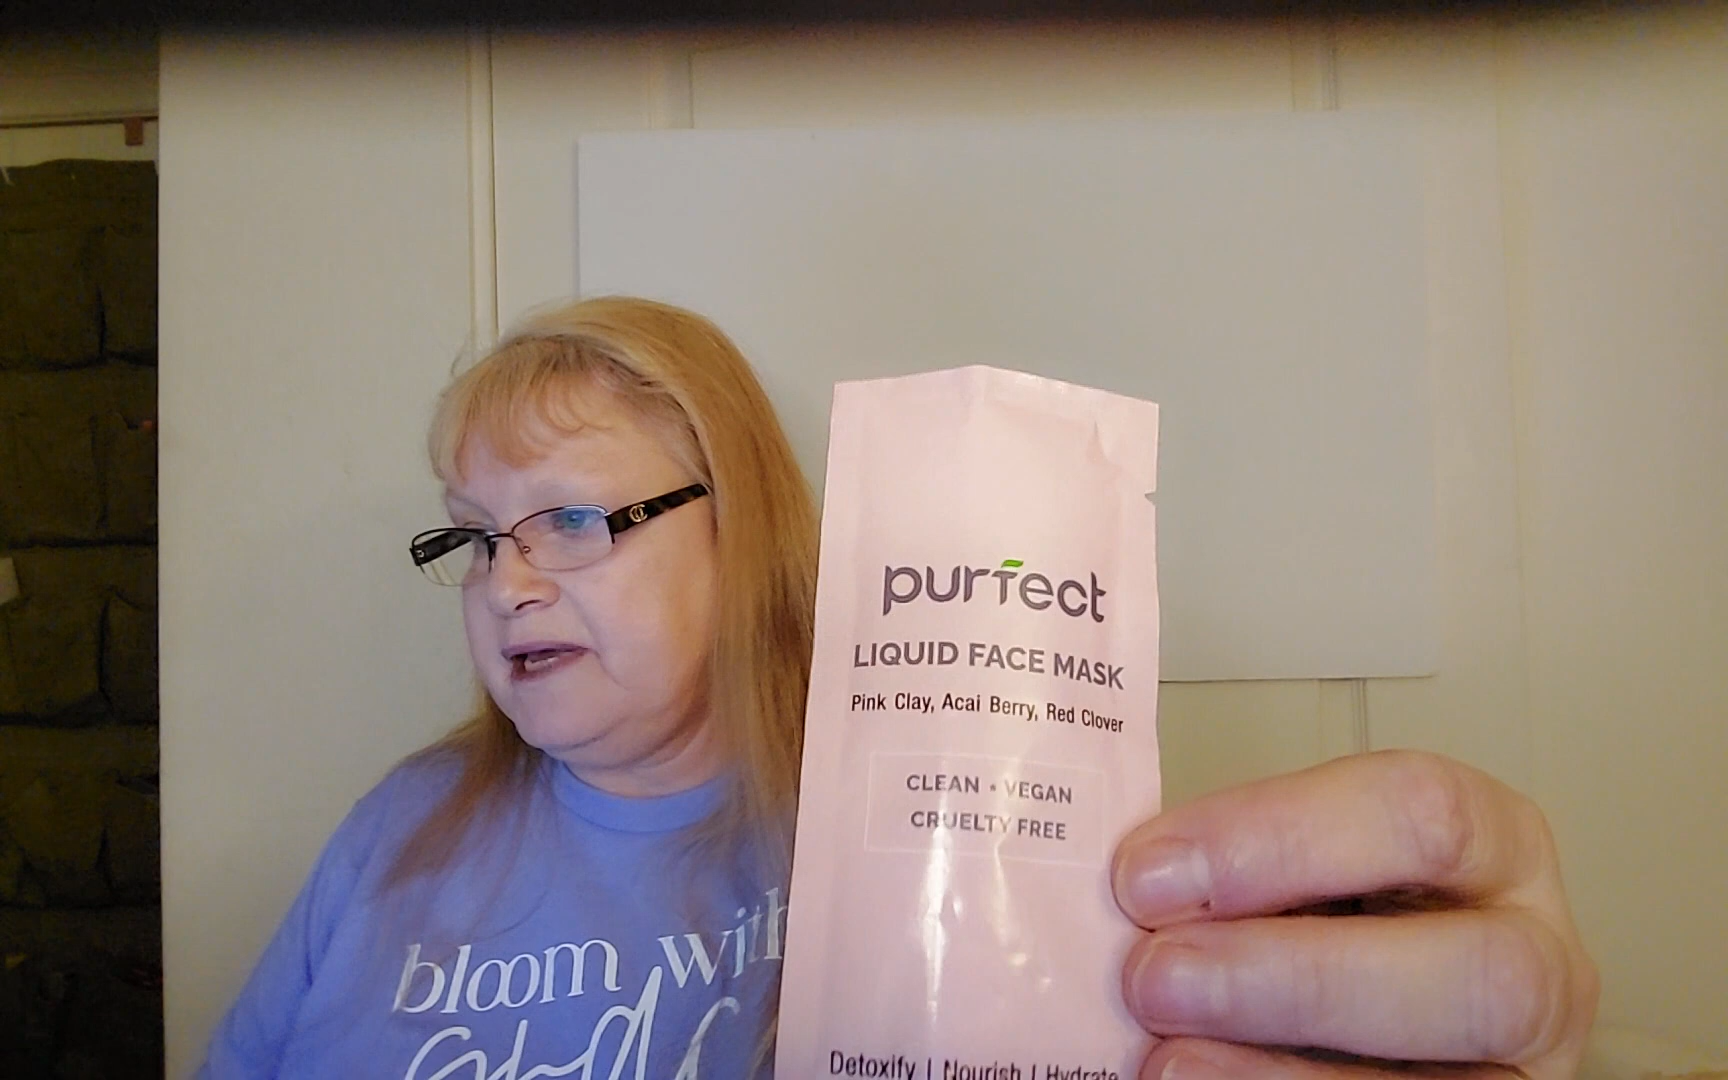 purfect
LIQUID FACE MASK
Pink Clay, Acai Berry, Red Clover
CLEAN • VEGAN
CRUELTY FREE
Detoxify | Nourish | Hydrate
bloom with